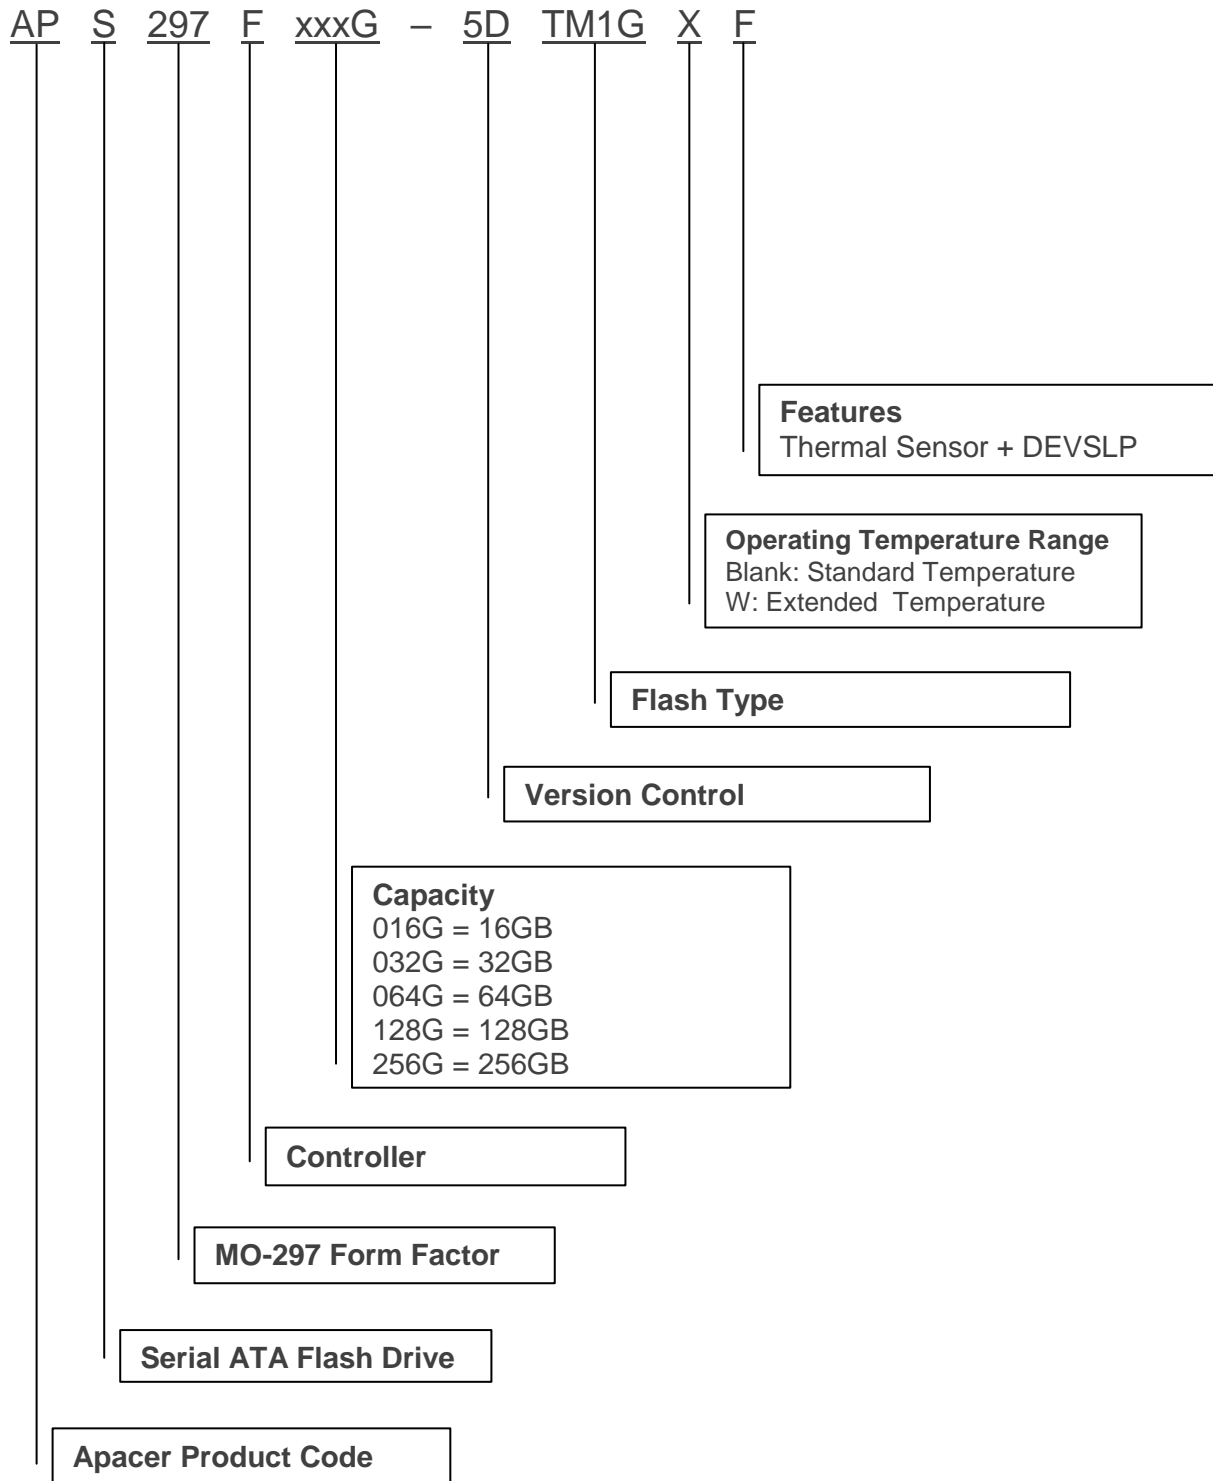 AP S 297 F xxxG – 5D TM1G X F
Features
Thermal Sensor + DEVSLP
Operating Temperature Range
Blank: Standard Temperature
W: Extended Temperature
Flash Type
Version Control
Capacity
016G = 16GB
032G = 32GB
064G = 64GB
128G = 128GB
256G = 256GB
Controller
MO-297 Form Factor
Serial ATA Flash Drive
Apacer Product Code